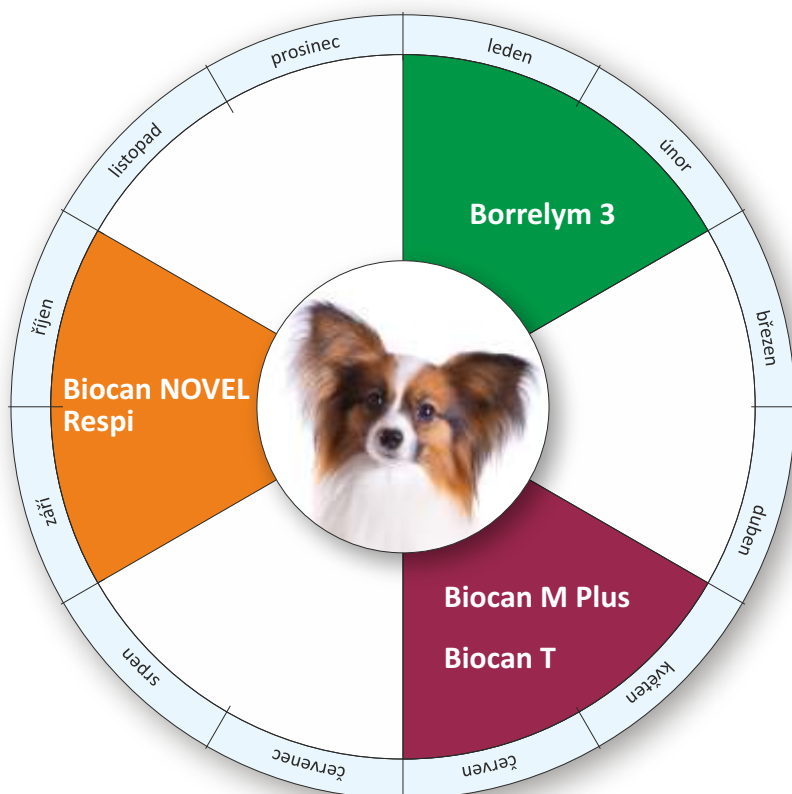 prosinec
leden
listopad
únor
Borrelym 3
říjen
březen
Biocan NOVEL
Respi
září
duben
Biocan M Plus
Biocan T
srpen
květen
červenec
červen